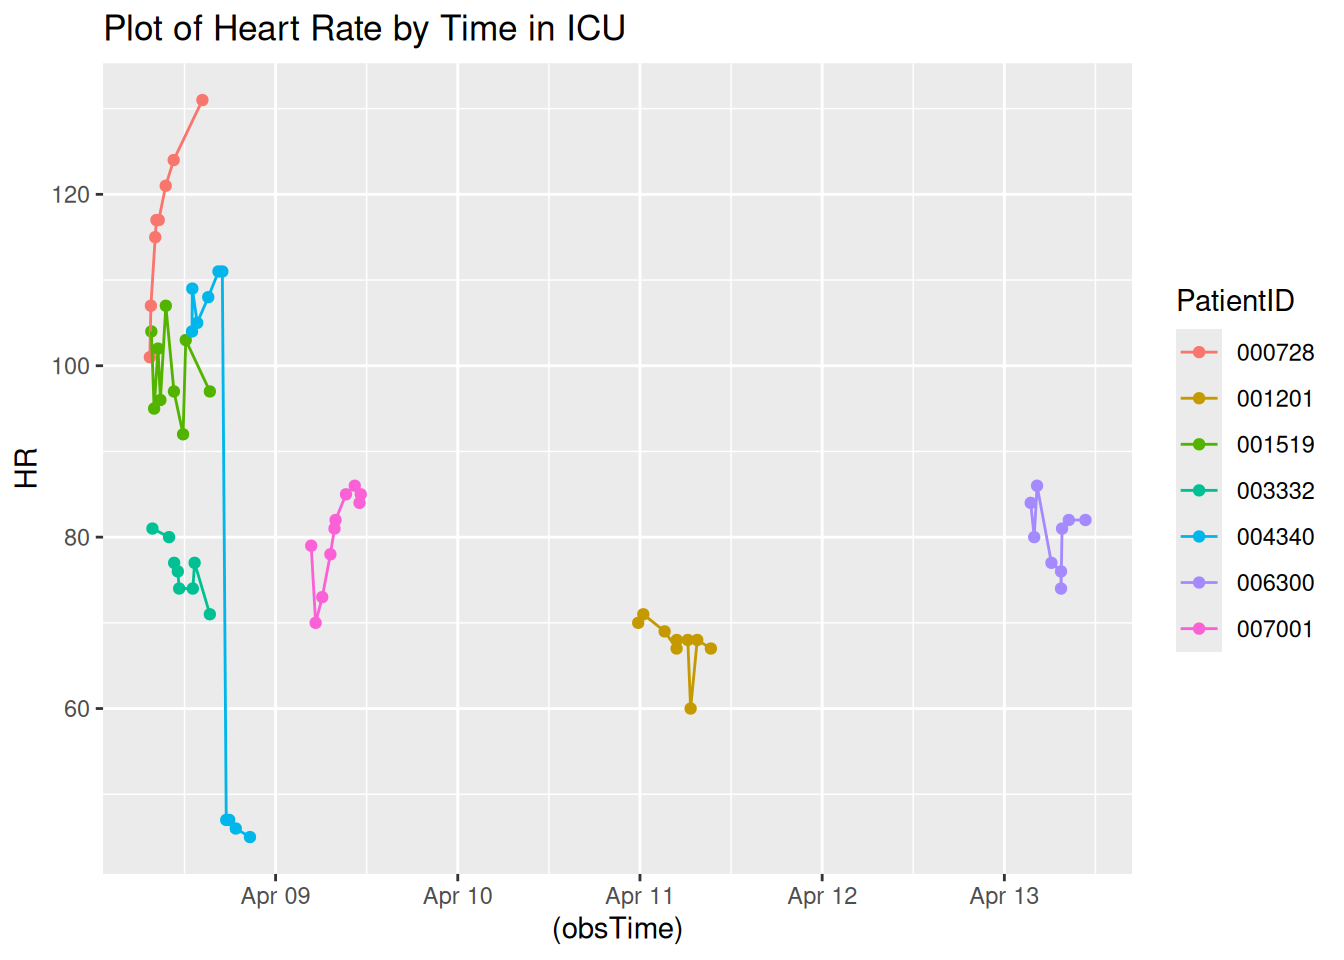 Plot of Heart Rate by Time in ICU
120
100
80
60
HR
Apr 09 Apr 10 Apr 11 Apr 12 Apr 13
(obsTime)
PatientID
000728
001201
001519
003332
004340
006300
007001